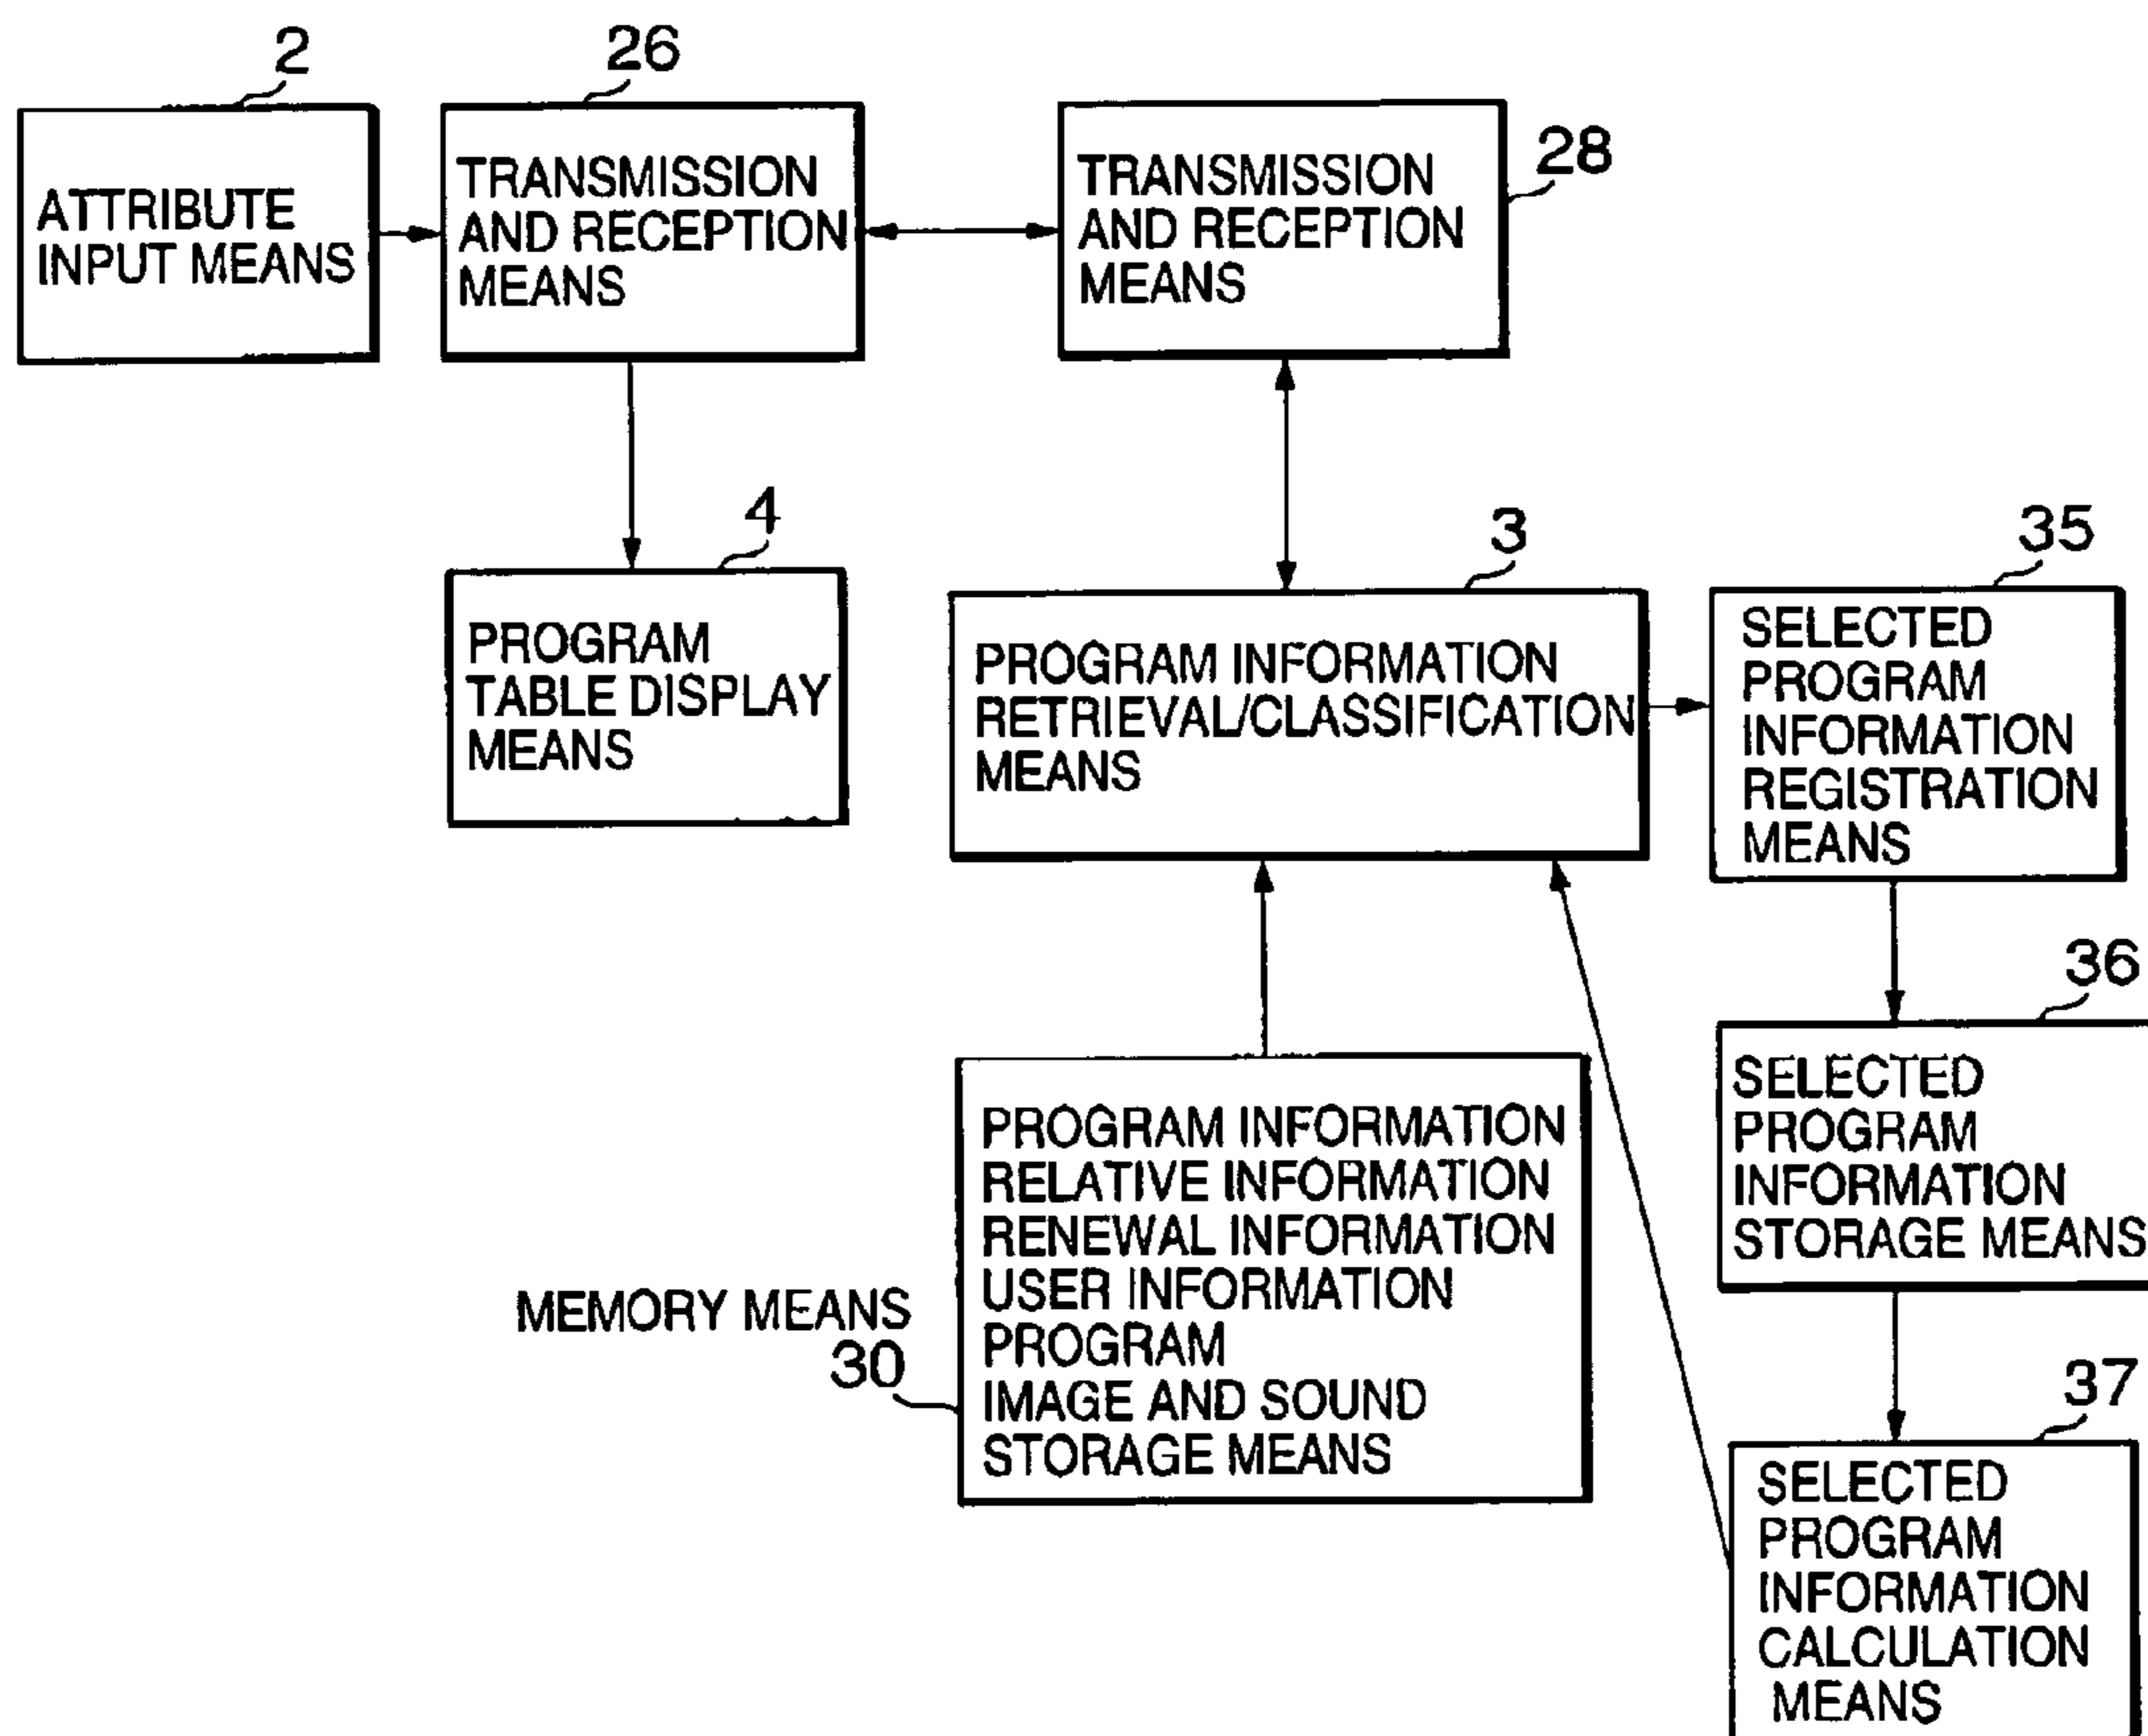 2
ATTRIBUTE
INPUT MEANS
26
TRANSMISSION
AND RECEPTION
MEANS
28
TRANSMISSION
AND RECEPTION
MEANS
4
PROGRAM
TABLE DISPLAY
MEANS
3
PROGRAM INFORMATION
RETRIEVAL/CLASSIFICATION
MEANS
35
SELECTED
PROGRAM
INFORMATION
REGISTRATION
MEANS
36
SELECTED
PROGRAM
INFORMATION
STORAGE MEANS
MEMORY MEANS
30
PROGRAM INFORMATION
RELATIVE INFORMATION
RENEWAL INFORMATION
USER INFORMATION
PROGRAM
IMAGE AND SOUND
STORAGE MEANS
37
SELECTED
PROGRAM
INFORMATION
CALCULATION
MEANS